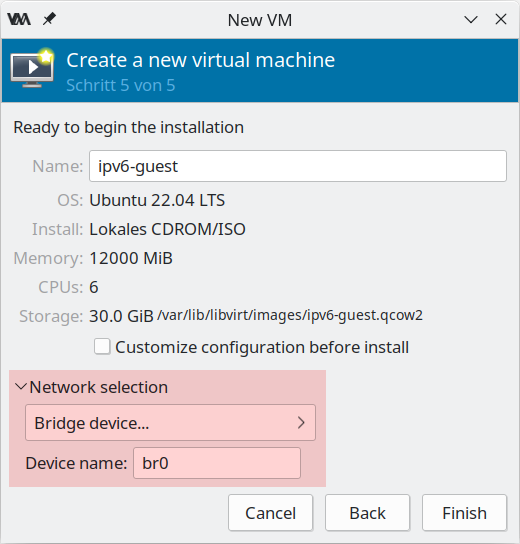 New VM
Create a new virtual machine
Schritt 5 von 5
Ready to begin the installation
Name: ipv6-guest
OS: Ubuntu 22.04 LTS
Install: Lokales CDROM/ISO
Memory: 12000 MiB
CPUs: 6
Storage: 30.0 GiB /var/lib/libvirt/images/ipv6-guest.qcow2
Customize configuration before install
Network selection
Bridge device...
Device name: br0
Cancel Back Finish